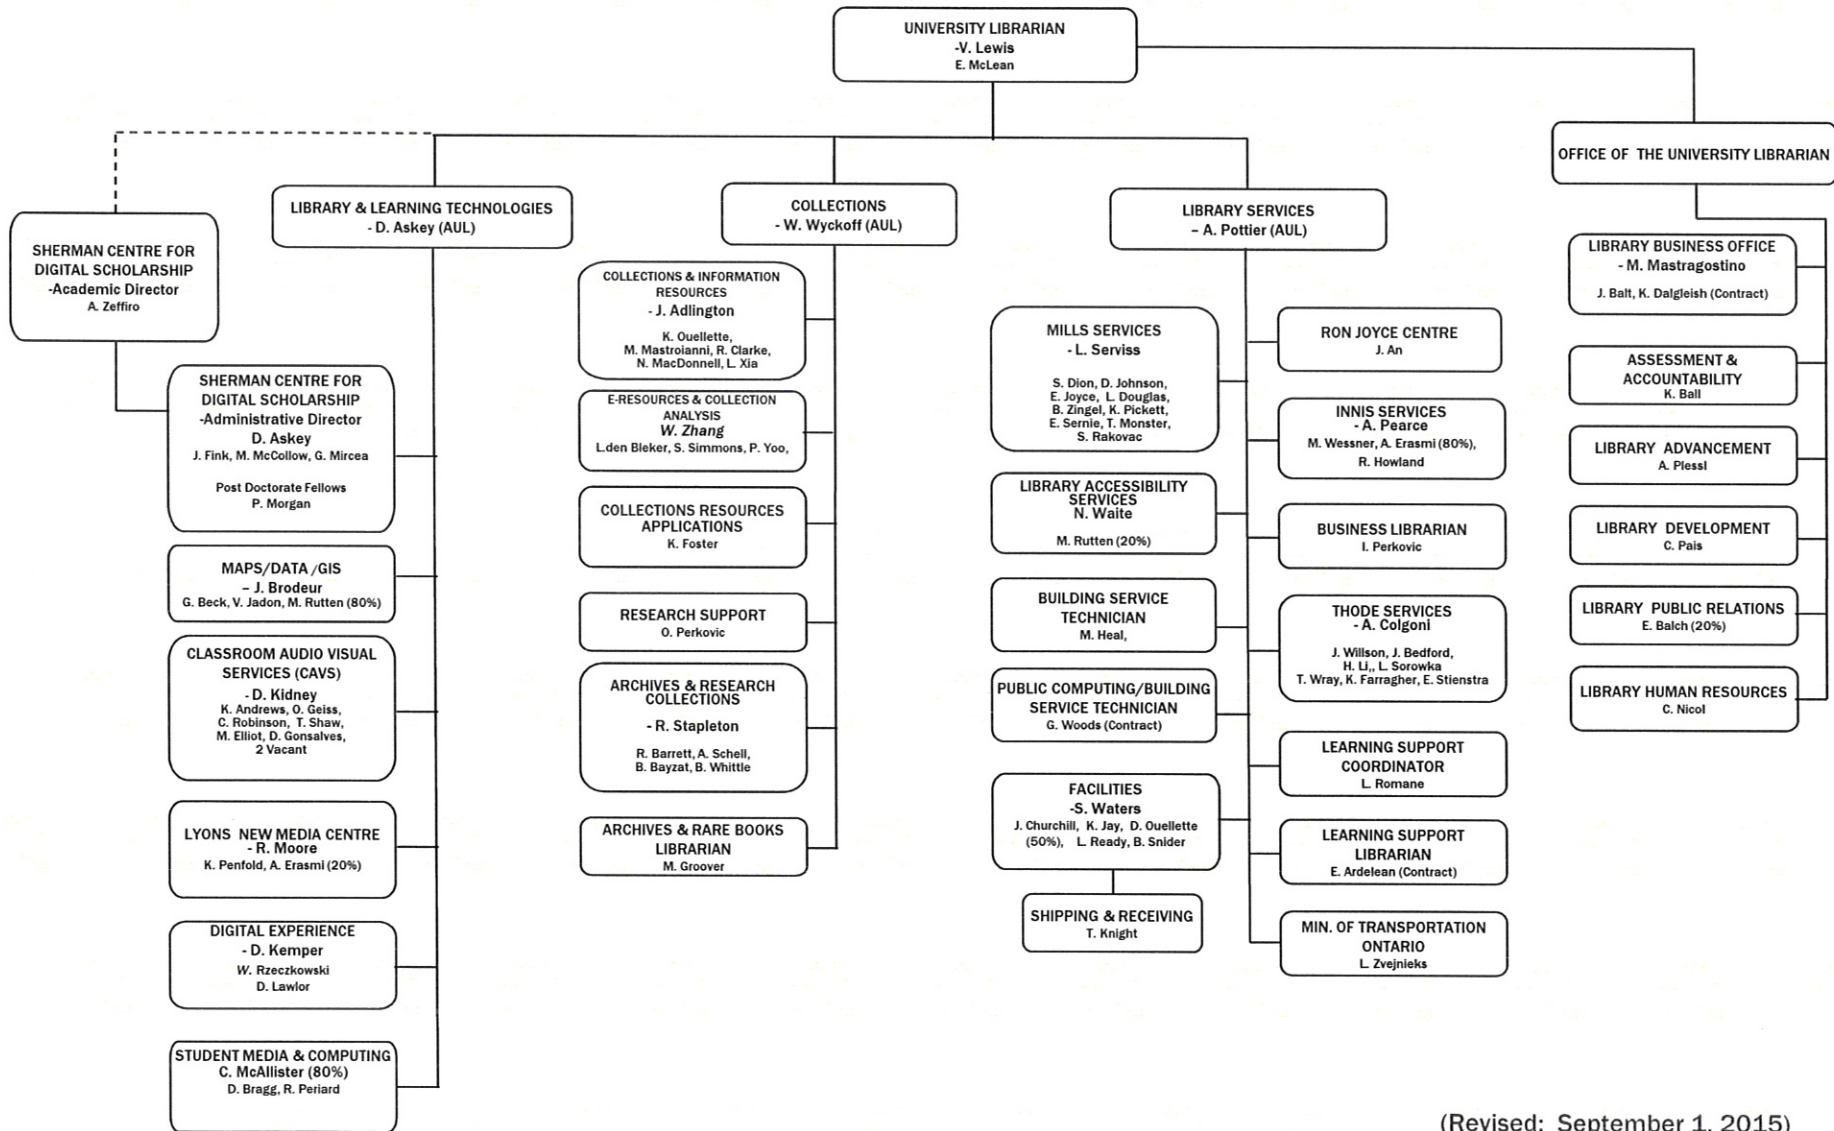 UNIVERSITY LIBRARIAN
-V. Lewis
E. McLean
OFFICE OF THE UNIVERSITY LIBRARIAN
SHERMAN CENTRE FOR
DIGITAL SCHOLARSHIP
-Academic Director
A. Zeffiro
LIBRARY & LEARNING TECHNOLOGIES
- D. Askey (AUL)
COLLECTIONS
- W. Wyckoff (AUL)
LIBRARY SERVICES
– A. Pottier (AUL)
SHERMAN CENTRE FOR
DIGITAL SCHOLARSHIP
-Administrative Director
D. Askey
J. Fink, M. McCollow, G. Mircea
Post Doctorate Fellows
P. Morgan
MAPS/DATA /GIS
– J. Brodeur
G. Beck, V. Jadon, M. Rutten (80%)
CLASSROOM AUDIO VISUAL
SERVICES (CAVS)
- D. Kidney
K. Andrews, O. Geiss,
C. Robinson, T. Shaw,
M. Elliot, D. Gonsalves,
2 Vacant
LYONS NEW MEDIA CENTRE
- R. Moore
K. Penfold, A. Erasmi (20%)
DIGITAL EXPERIENCE
- D. Kemper
W. Rzeczkowski
D. Lawlor
STUDENT MEDIA & COMPUTING
C. McAllister (80%)
D. Bragg, R. Periard
COLLECTIONS & INFORMATION
RESOURCES
- J. Adlington
K. Ouellette,
M. Mastroianni, R. Clarke,
N. MacDonnell, L. Xia
E-RESOURCES & COLLECTION
ANALYSIS
W. Zhang
L.den Bleker, S. Simmons, P. Yoo,
COLLECTIONS RESOURCES
APPLICATIONS
K. Foster
RESEARCH SUPPORT
O. Perkovic
ARCHIVES & RESEARCH
COLLECTIONS
- R. Stapleton
R. Barrett, A. Schell,
B. Bayzat, B. Whittle
ARCHIVES & RARE BOOKS
LIBRARIAN
M. Groover
MILLS SERVICES
- L. Serviss
S. Dion, D. Johnson,
E. Joyce, L. Douglas,
B. Zingel, K. Pickett,
E. Sernie, T. Monster,
S. Rakovac
LIBRARY ACCESSIBILITY
SERVICES
N. Waite
M. Rutten (20%)
BUILDING SERVICE
TECHNICIAN
M. Heal,
PUBLIC COMPUTING/BUILDING
SERVICE TECHNICIAN
G. Woods (Contract)
FACILITIES
-S. Waters
J. Churchill, K. Jay, D. Ouellette
(50%), L. Ready, B. Snider
SHIPPING & RECEIVING
T. Knight
RON JOYCE CENTRE
J. An
INNIS SERVICES
- A. Pearce
M. Wessner, A. Erasmi (80%),
R. Howland
BUSINESS LIBRARIAN
I. Perkovic
THODE SERVICES
- A. Colgoni
J. Willson, J. Bedford,
H. Li,, L. Sorowka
T. Wray, K. Farragher, E. Stienstra
LEARNING SUPPORT
COORDINATOR
L. Romane
LEARNING SUPPORT
LIBRARIAN
E. Ardelean (Contract)
MIN. OF TRANSPORTATION
ONTARIO
L. Zvejnieks
LIBRARY BUSINESS OFFICE
- M. Mastragostino
J. Balt, K. Dalgleish (Contract)
ASSESSMENT &
ACCOUNTABILITY
K. Ball
LIBRARY ADVANCEMENT
A. Plessl
LIBRARY DEVELOPMENT
C. Pais
LIBRARY PUBLIC RELATIONS
E. Balch (20%)
LIBRARY HUMAN RESOURCES
C. Nicol
(Revised: September 1, 2015)